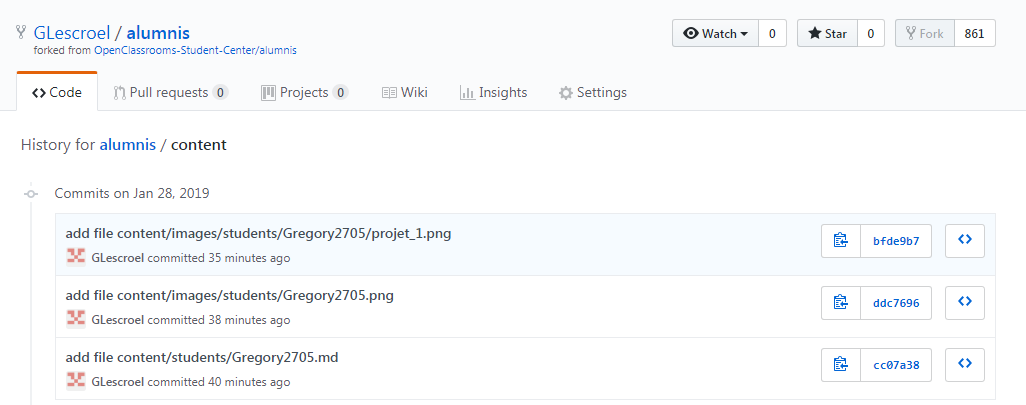 GLescroel / alumnis
forked from OpenClassrooms-Student-Center/alumnis
Watch 0 Star 0 Fork 861
Code Pull requests 0 Projects 0 Wiki Insights Settings
History for alumnis / content
Commits on Jan 28, 2019
add file content/images/students/Gregory2705/projet_1.png
GLescroel committed 35 minutes ago
bfde9b7
add file content/images/students/Gregory2705.png
GLescroel committed 38 minutes ago
ddc7696
add file content/students/Gregory2705.md
GLescroel committed 40 minutes ago
cc07a38